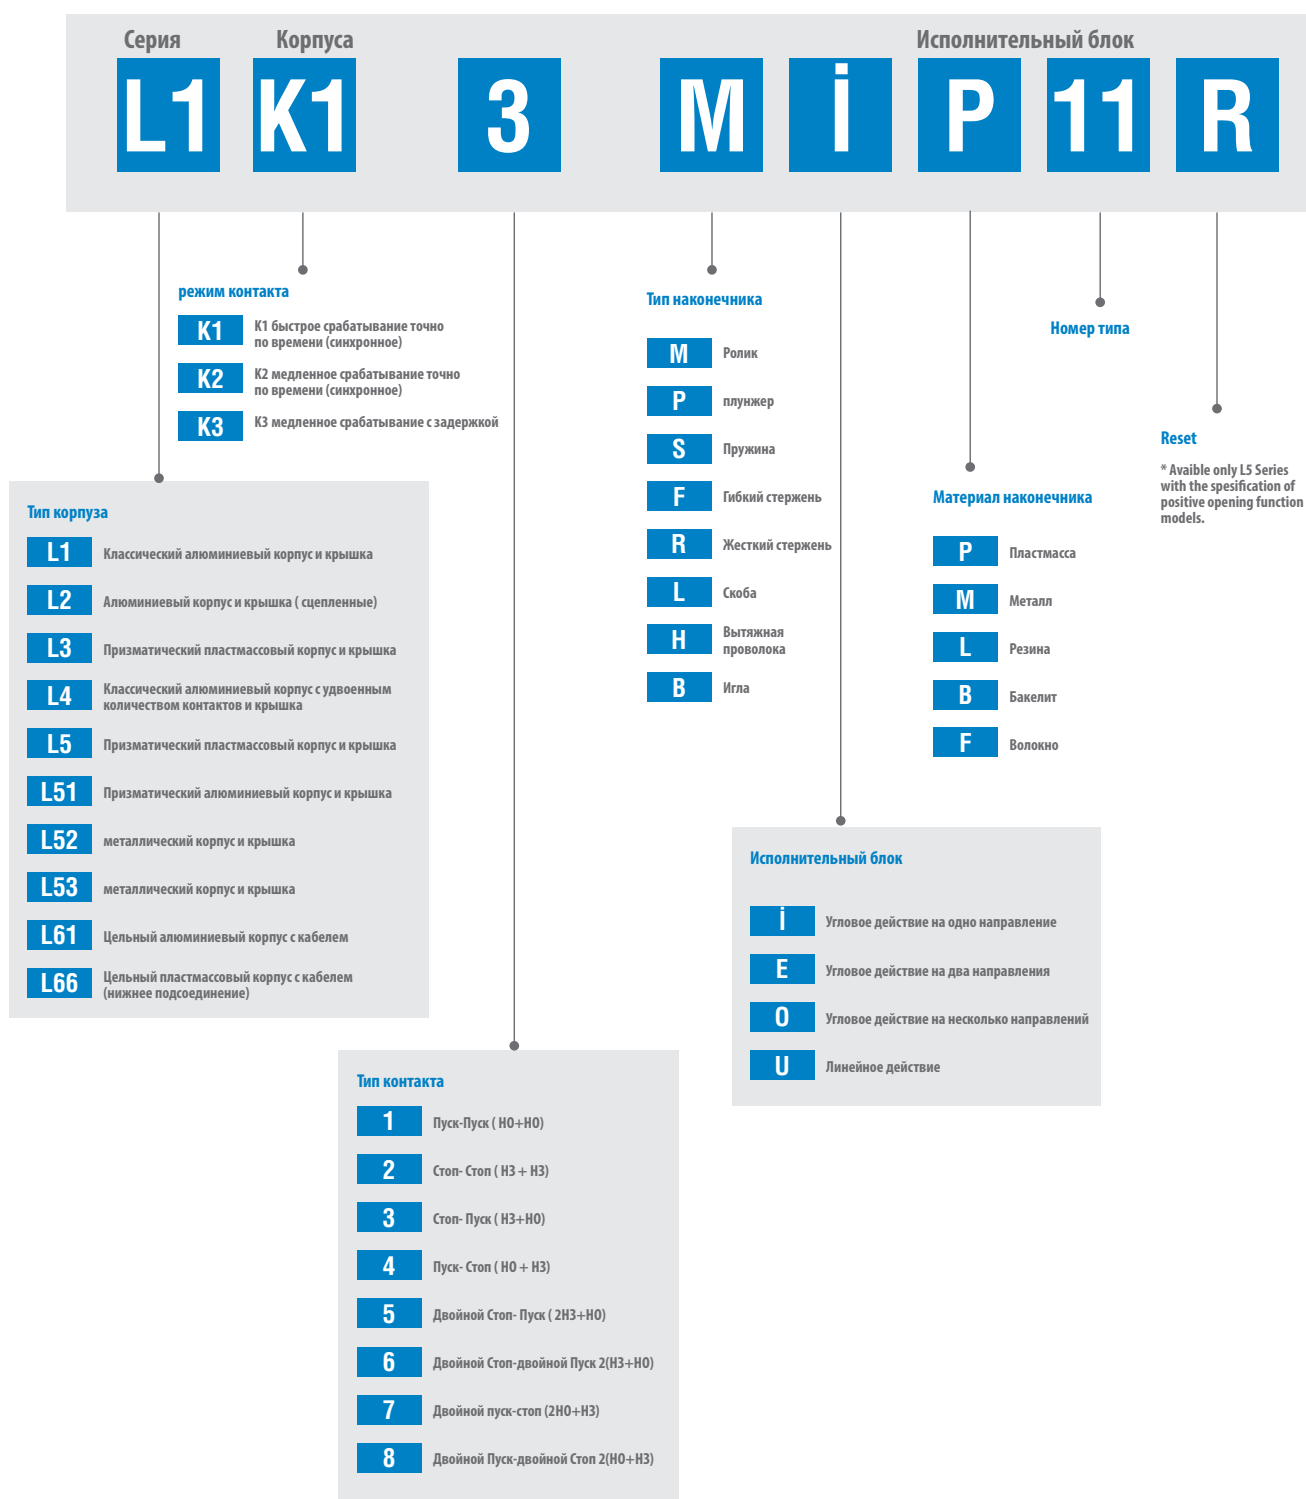 Серия
Корпуса
Исполнительный блок
L1
K1
3
M
İ
P
11
R
режим контакта
K1
К1 быстрое срабатывание точно
по времени (синхронное)
K2
К2 медленное срабатывание точно
по времени (синхронное)
K3
К3 медленное срабатывание с задержкой
Тип корпуза
L1
Классический алюминиевый корпус и крышка
L2
Алюминиевый корпус и крышка ( сцепленные)
L3
Призматический пластмассовый корпус и крышка
L4
Классический алюминиевый корпус с удвоенным
количеством контактов и крышка
L5
Призматический пластмассовый корпус и крышка
L51
Призматический алюминиевый корпус и крышка
L52
металлический корпус и крышка
L53
металлический корпус и крышка
L61
Цельный алюминиевый корпус с кабелем
L66
Цельный пластмассовый корпус с кабелем
(нижнее подсоединение)
Тип контакта
1
Пуск-Пуск ( НО+НО)
2
Стоп- Стоп ( НЗ + НЗ)
3
Стоп- Пуск ( НЗ+НО)
4
Пуск- Стоп ( НО + НЗ)
5
Двойной Стоп- Пуск ( 2НЗ+НО)
6
Двойной Стоп-двойной Пуск 2(НЗ+НО)
7
Двойной пуск-стоп (2НО+НЗ)
8
Двойной Пуск-двойной Стоп 2(НО+НЗ)
Тип наконечника
M
Ролик
P
плунжер
S
Пружина
F
Гибкий стержень
R
Жесткий стержень
L
Скоба
H
Вытяжная
проволока
B
Игла
Исполнительный блок
İ
Угловое действие на одно направление
E
Угловое действие на два направления
O
Угловое действие на несколько направлений
U
Линейное действие
Материал наконечника
P
Пластмасса
M
Металл
L
Резина
B
Бакелит
F
Волокно
Номер типа
Reset
* Avaible only L5 Series
with the spesification of
positive opening function
models.